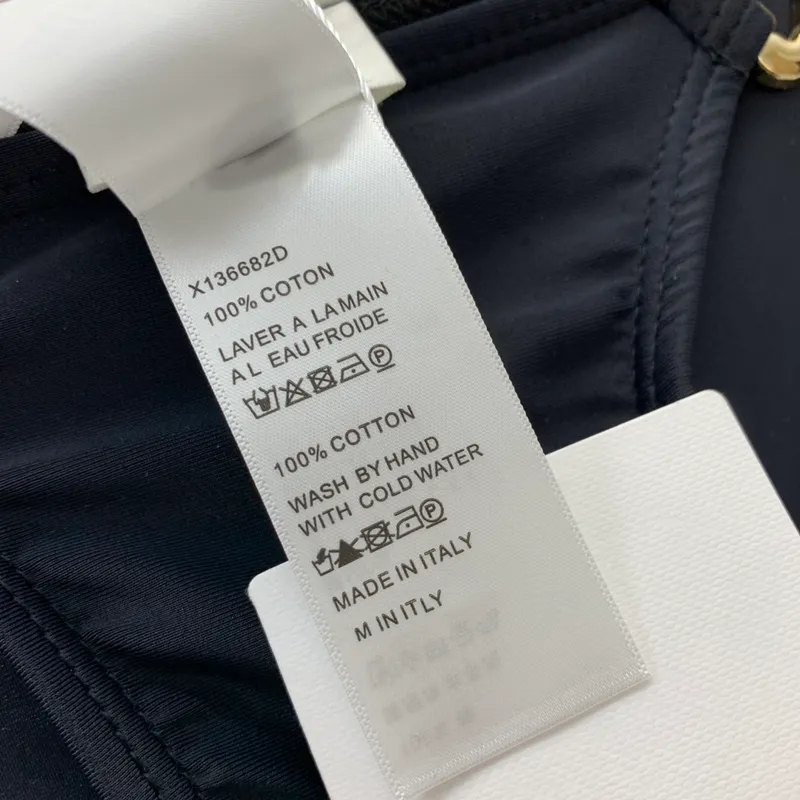 X136682D
100% COTON
LAVER A LA MAIN
A L EAU FROIDE
P
100% COTTON
WASH BY HAND
WITH COLD WATER
P
MADE IN ITALY
M IN ITLY